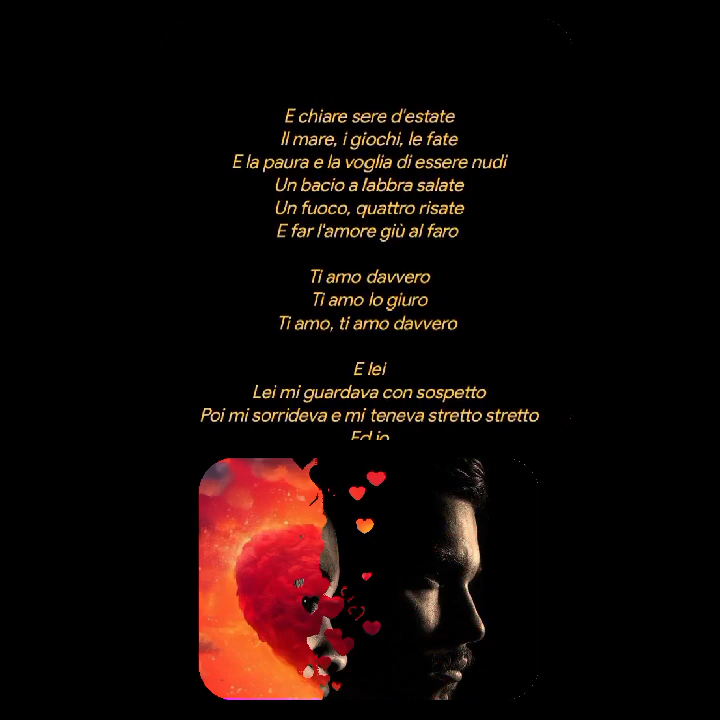 E chiare sere d'estate
Il mare, i giochi, le fate
E la paura e la voglia di essere nudi
Un bacio a labbra salate
Un fuoco, quattro risate
E far l'amore giù al faro
Ti amo davvero
Ti amo lo giuro
Ti amo, ti amo davvero
E lei
Lei mi guardava con sospetto
Poi mi sorrideva e mi teneva stretto stretto
Ed io